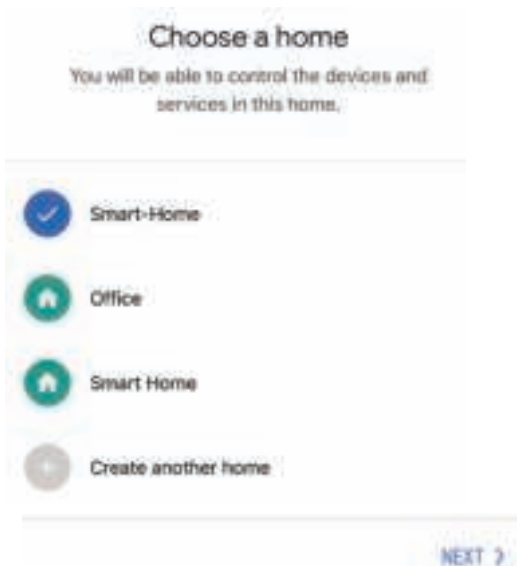 Choose a home
You will be able to control the devices and
services in this home.
Smart-Home
Office
Smart Home
Create another home
NEXT >